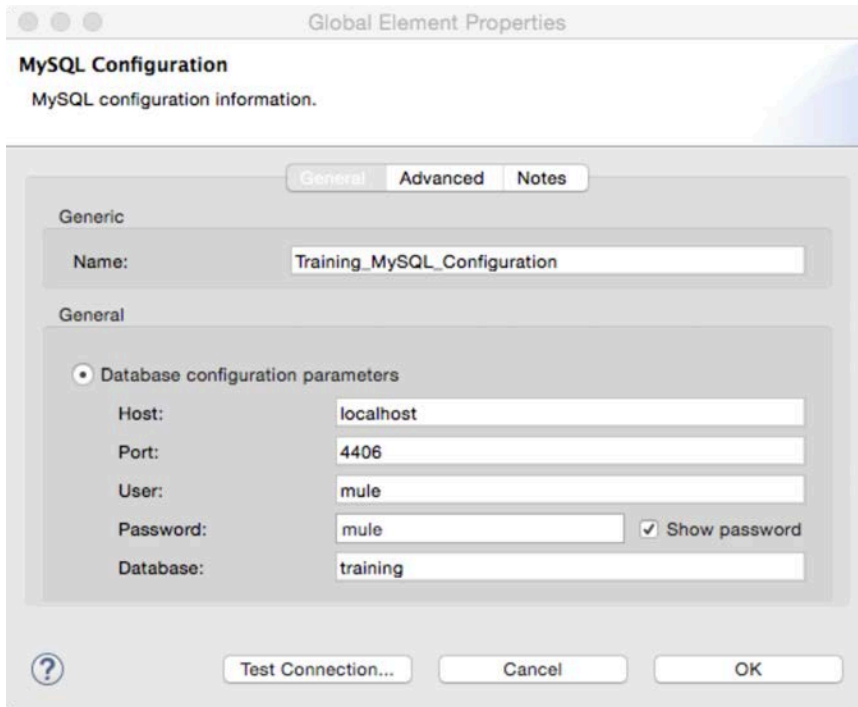 Global Element Properties
MySQL Configuration
MySQL configuration information.
General Advanced Notes
Generic
Name: Training_MySQL_Configuration
General
Database configuration parameters
Host: localhost
Port: 4406
User: mule
Password: mule Show password
Database: training
? Test Connection... Cancel OK